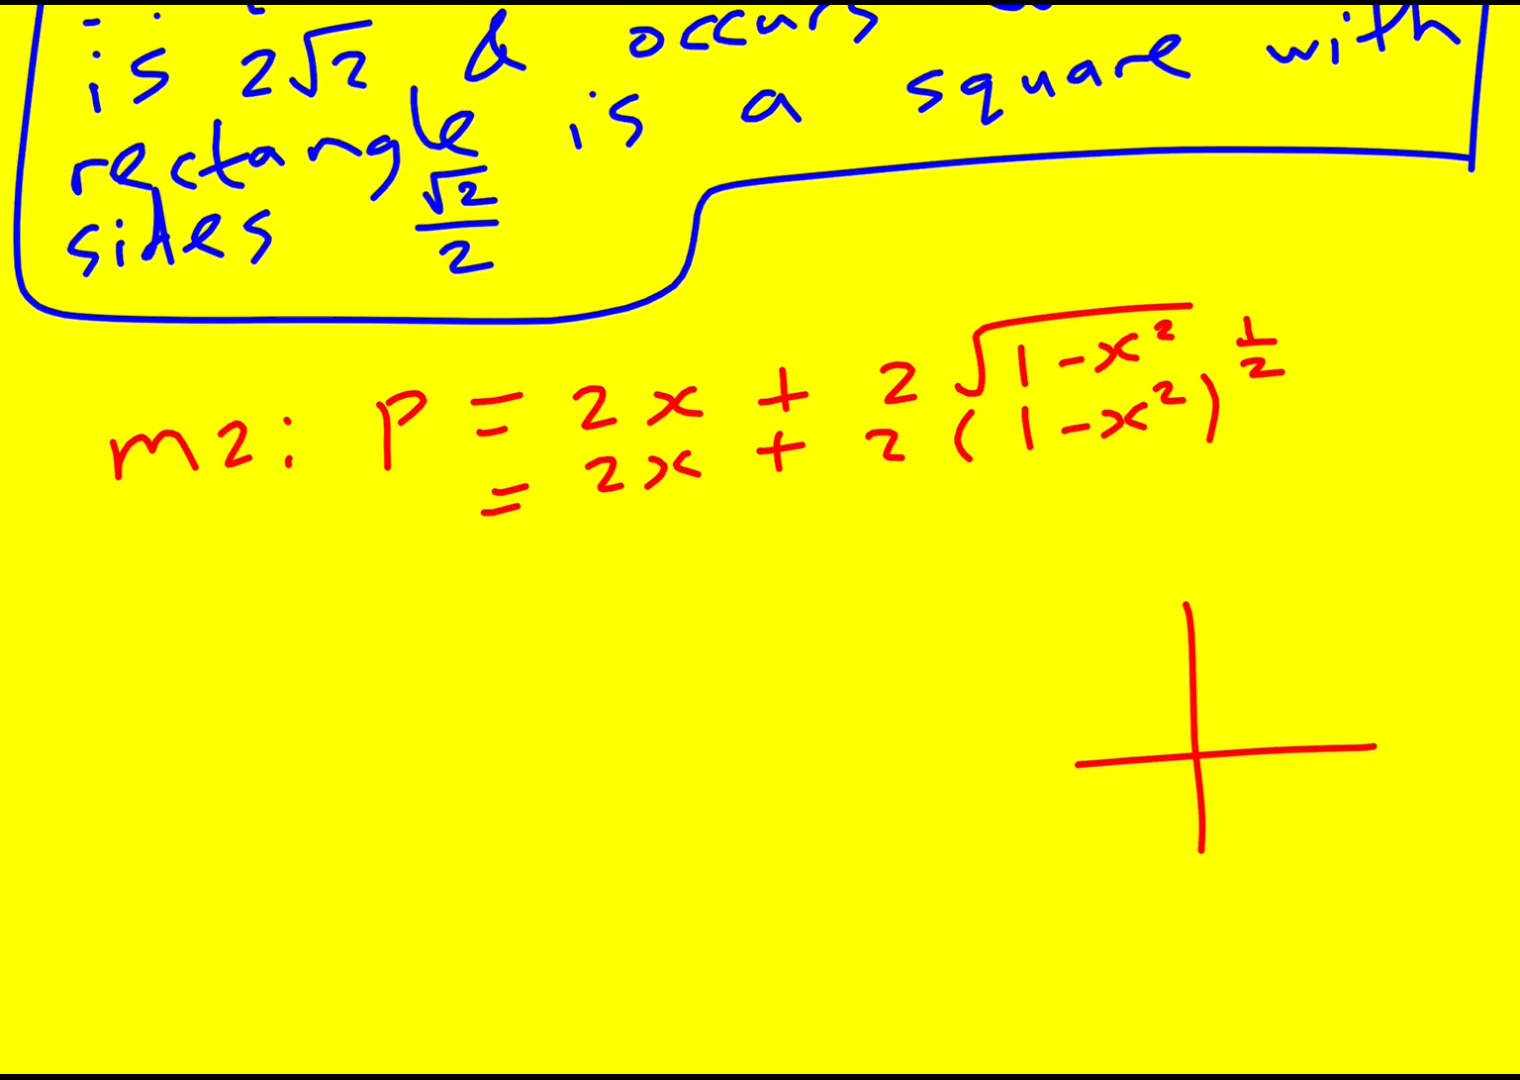 is 2√2 & occurs
rectangle is a square with
sides √2/2
m2: P = 2x + 2√(1-x²)
= 2x + 2(1-x²)^(1/2)